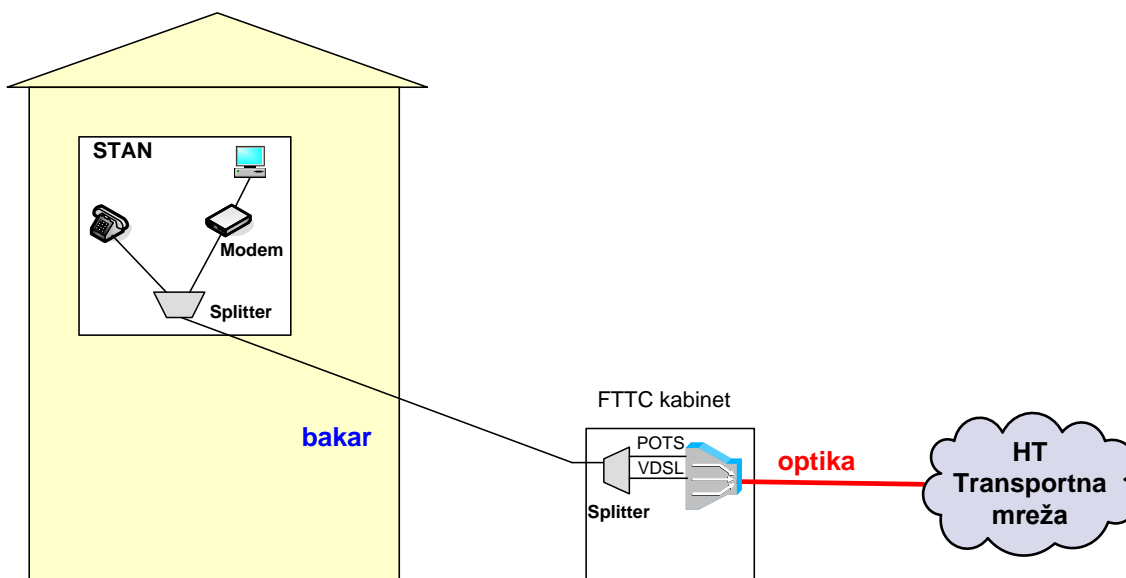 STAN
Modem
Splitter
bakar
FTTC kabinet
POTS
VDSL
Splitter
optika
HT
Transportna
mreža